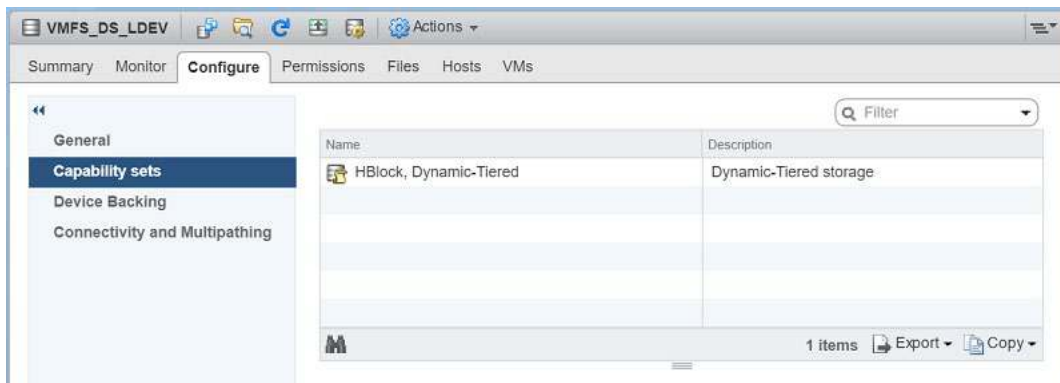 VMFS_DS_LDEV Actions
Summary Monitor Configure Permissions Files Hosts VMs
Filter
General
Capability sets
Device Backing
Connectivity and Multipathing
Name Description
HBlock, Dynamic-Tiered Dynamic-Tiered storage
1 items Export Copy